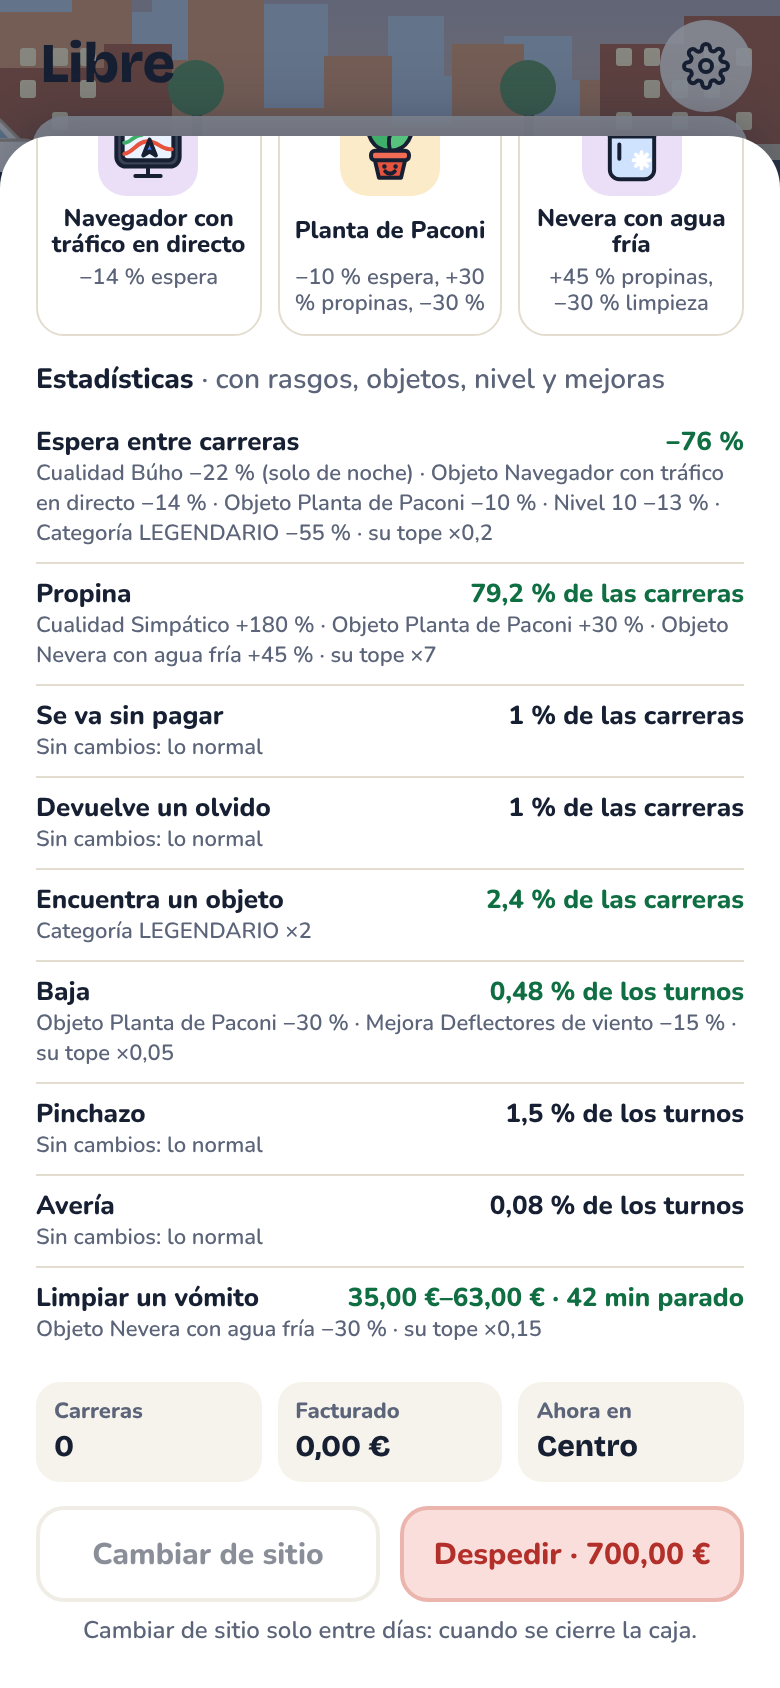 Libre
Navegador con
tráfico en directo
−14 % espera
Planta de Paconi
−10 % espera, +30
% propinas, −30 %
Nevera con agua
fría
+45 % propinas,
−30 % limpieza
Estadísticas · con rasgos, objetos, nivel y mejoras
Espera entre carreras −76 %
Cualidad Búho −22 % (solo de noche) · Objeto Navegador con tráfico
en directo −14 % · Objeto Planta de Paconi −10 % · Nivel 10 −13 % ·
Categoría LEGENDARIO −55 % · su tope ×0,2
Propina 79,2 % de las carreras
Cualidad Simpático +180 % · Objeto Planta de Paconi +30 % · Objeto
Nevera con agua fría +45 % · su tope ×7
Se va sin pagar 1 % de las carreras
Sin cambios: lo normal
Devuelve un olvido 1 % de las carreras
Sin cambios: lo normal
Encuentra un objeto 2,4 % de las carreras
Categoría LEGENDARIO ×2
Baja 0,48 % de los turnos
Objeto Planta de Paconi −30 % · Mejora Deflectores de viento −15 % ·
su tope ×0,05
Pinchazo 1,5 % de los turnos
Sin cambios: lo normal
Avería 0,08 % de los turnos
Sin cambios: lo normal
Limpiar un vómito 35,00 €–63,00 € · 42 min parado
Objeto Nevera con agua fría −30 % · su tope ×0,15
Carreras
0
Facturado
0,00 €
Ahora en
Centro
Cambiar de sitio
Despedir · 700,00 €
Cambiar de sitio solo entre días: cuando se cierre la caja.